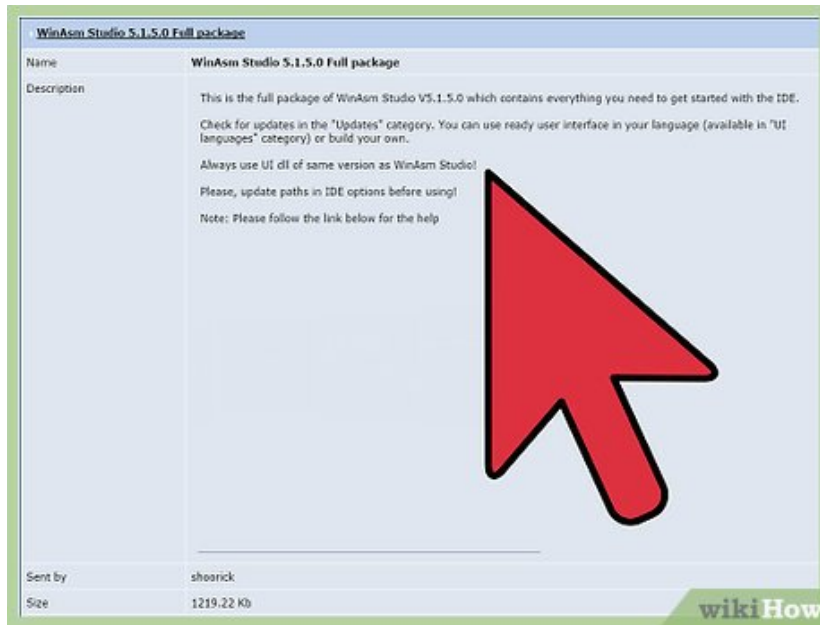 WinAsm Studio 5.1.5.0 Full package
Name WinAsm Studio 5.1.5.0 Full package
Description
This is the full package of WinAsm Studio V5.1.5.0 which contains everything you need to get started with the IDE.
Check for updates in the "Updates" category. You can use ready user interface in your language (available in "UI
languages" category) or build your own.
Always use UI dll of same version as WinAsm Studio!
Please, update paths in IDE options before using!
Note: Please follow the link below for the help
Sent by shoorick
Size 1219.22 Kb
wikiHow